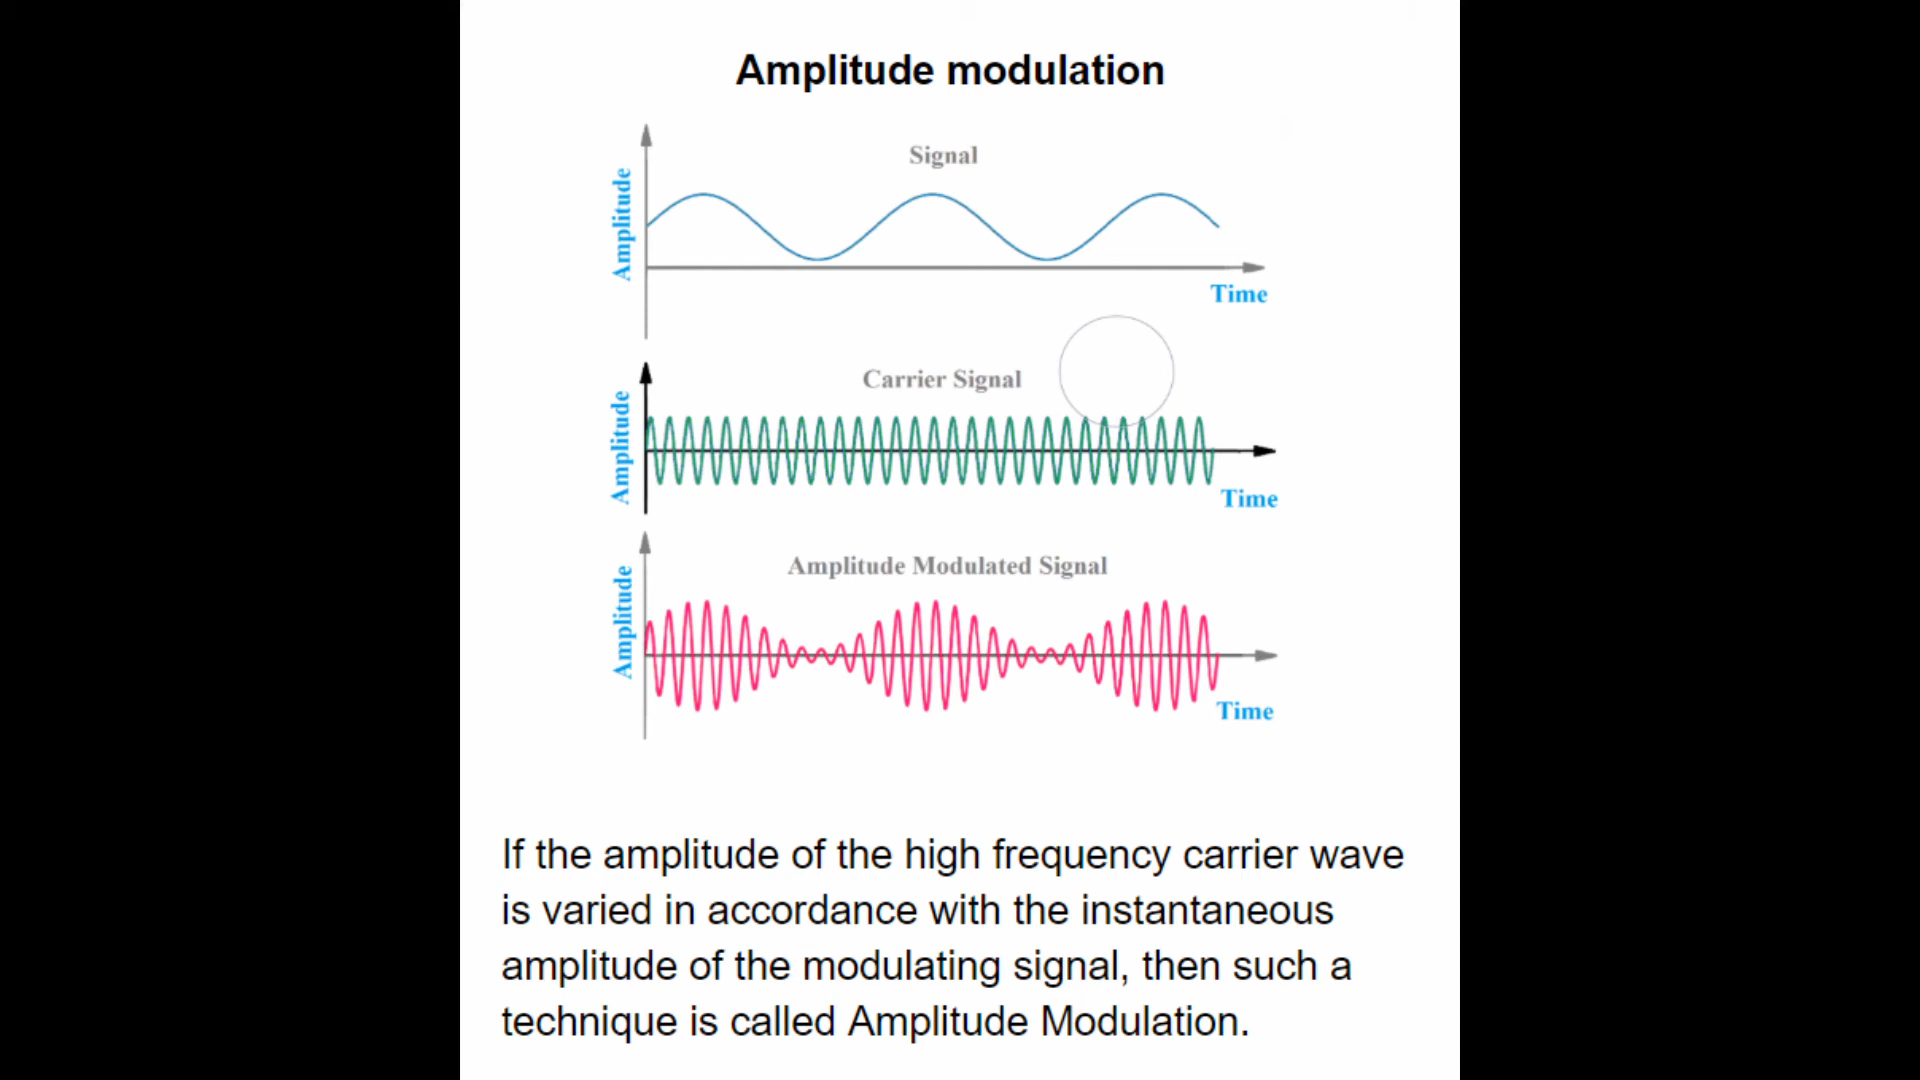 Amplitude modulation
Signal
Amplitude
Time
Carrier Signal
Amplitude
Time
Amplitude Modulated Signal
Amplitude
Time
If the amplitude of the high frequency carrier wave
is varied in accordance with the instantaneous
amplitude of the modulating signal, then such a
technique is called Amplitude Modulation.